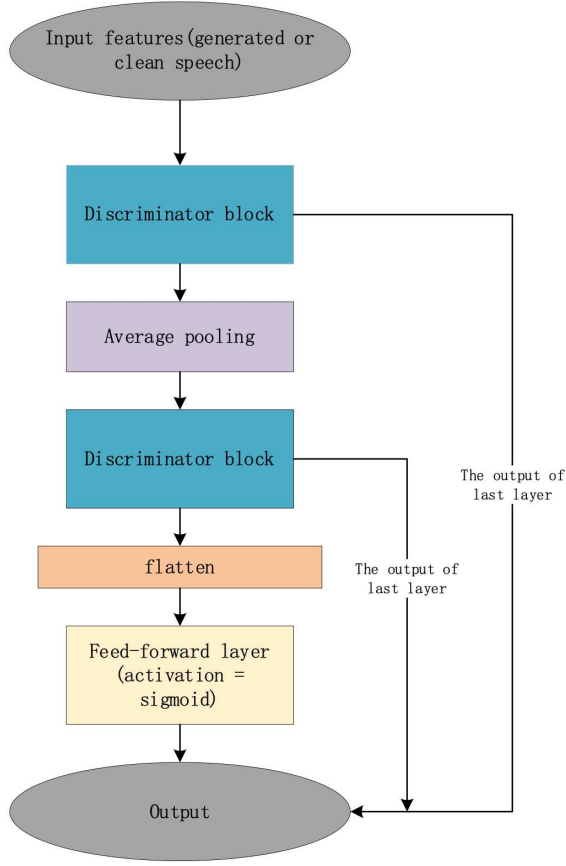 Input features(generated or
clean speech)
Discriminator block
Average pooling
Discriminator block
The output of
last layer
flatten
The output of
last layer
Feed-forward layer
(activation =
sigmoid)
Output